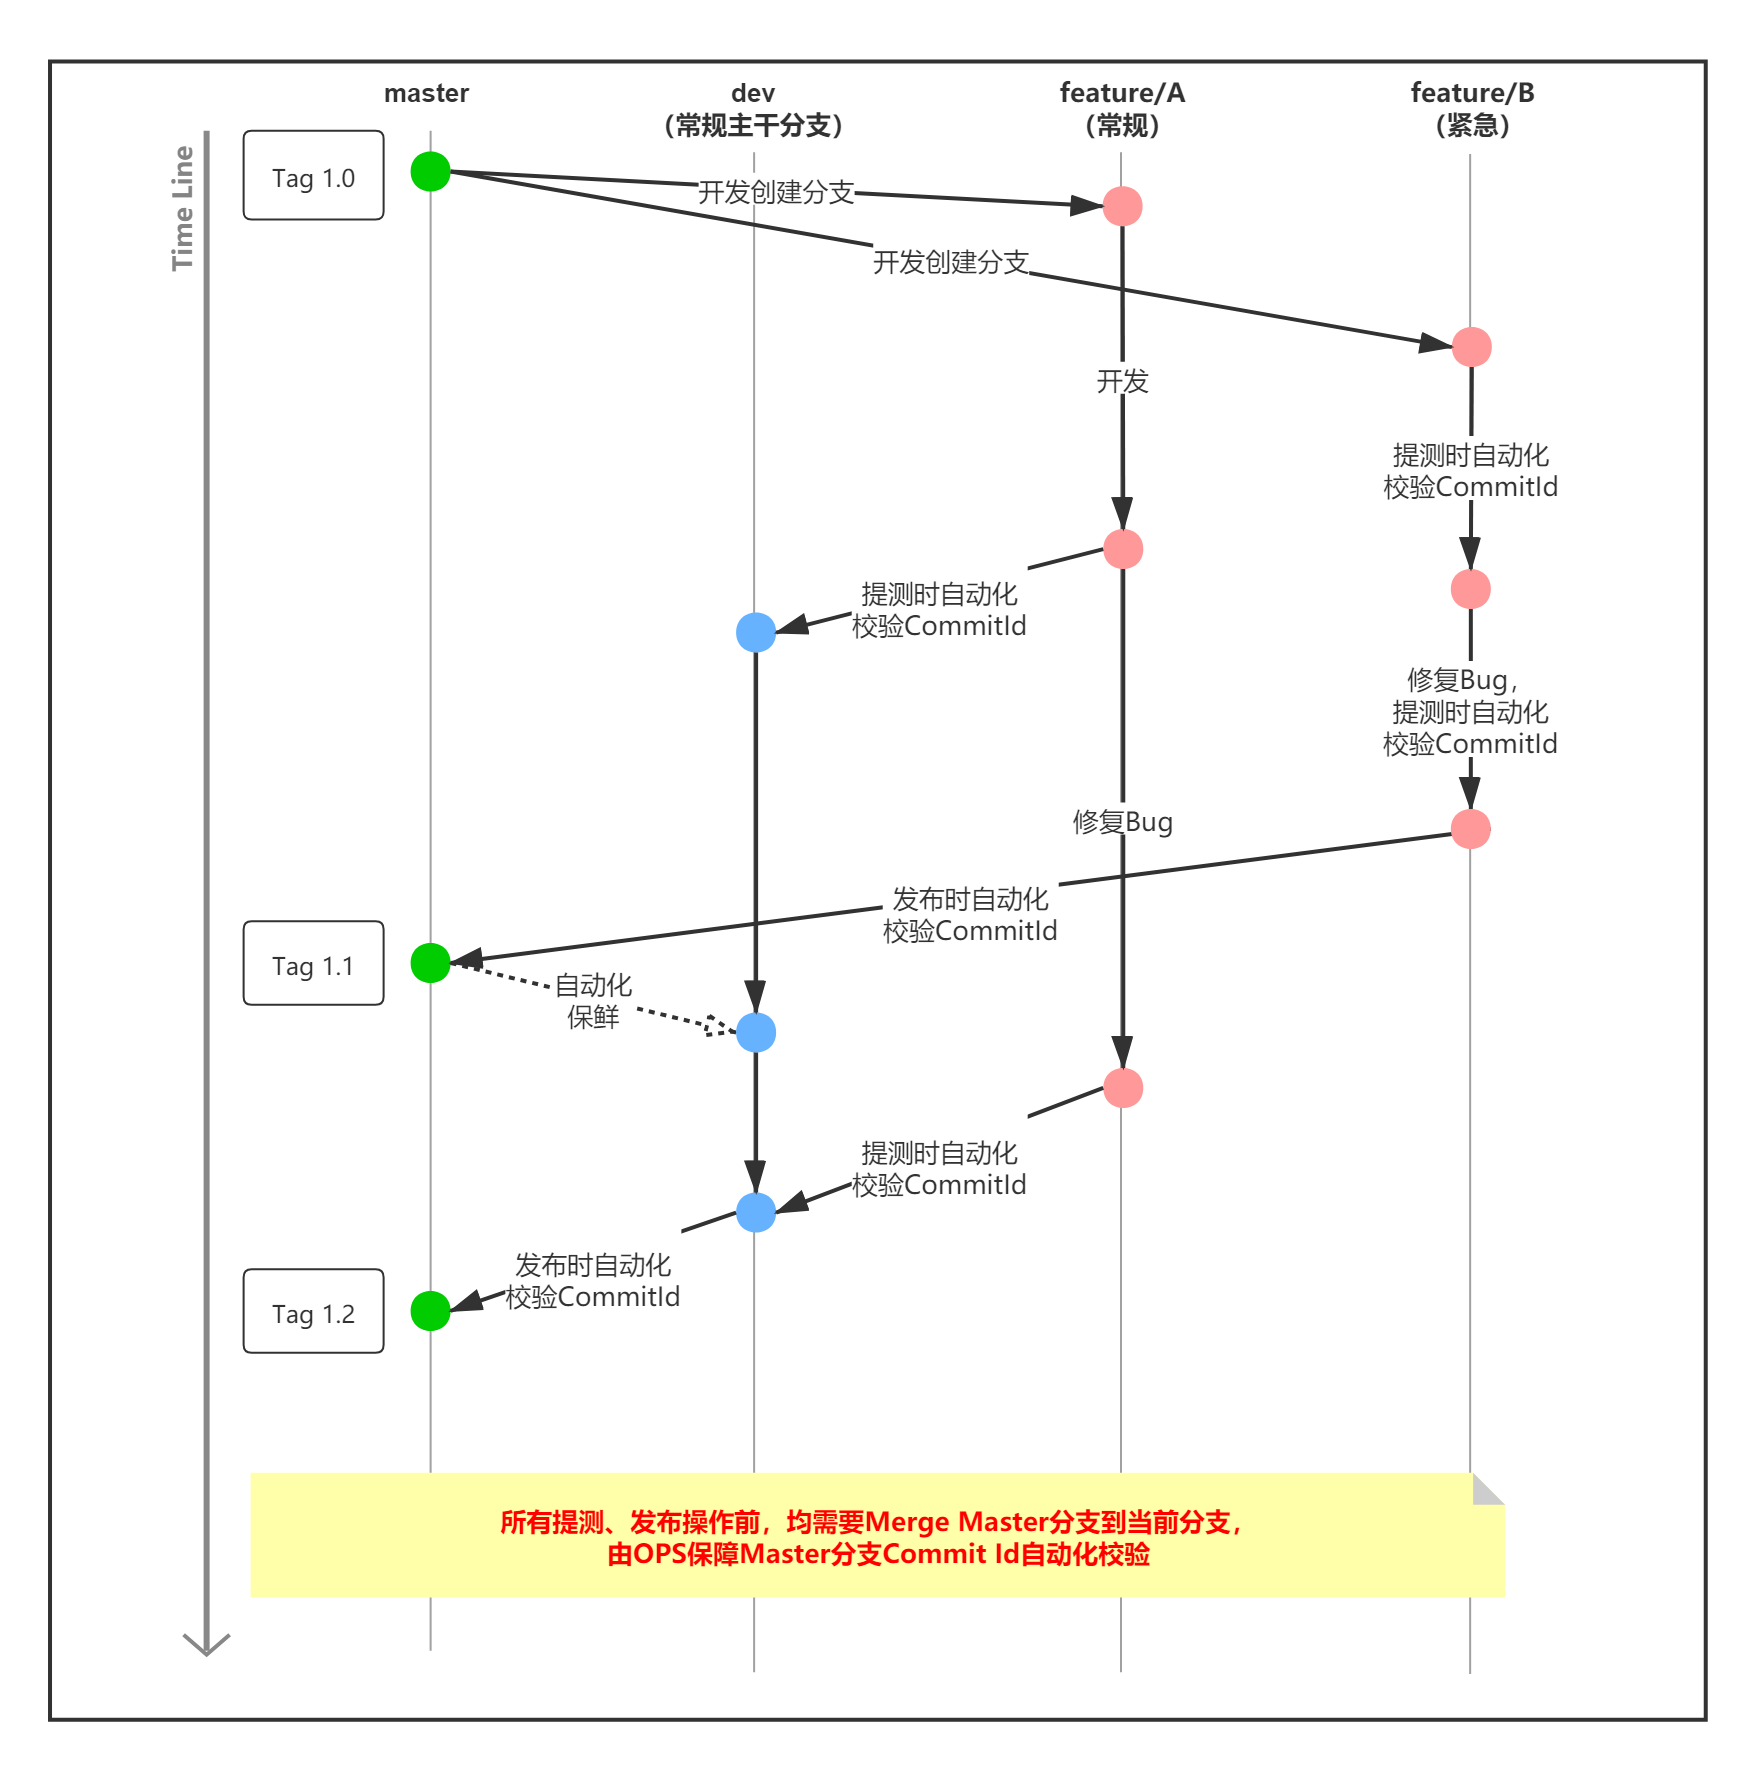 master
dev
（常规主干分支）
feature/A
（常规）
feature/B
（紧急）
Time Line
Tag 1.0
开发创建分支
开发创建分支
开发
提测时自动化
校验CommitId
提测时自动化
校验CommitId
修复Bug，
提测时自动化
校验CommitId
修复Bug
发布时自动化
校验CommitId
Tag 1.1
自动化
保鲜
提测时自动化
校验CommitId
发布时自动化
校验CommitId
Tag 1.2
所有提测、发布操作前，均需要Merge Master分支到当前分支，
由OPS保障Master分支Commit Id自动化校验